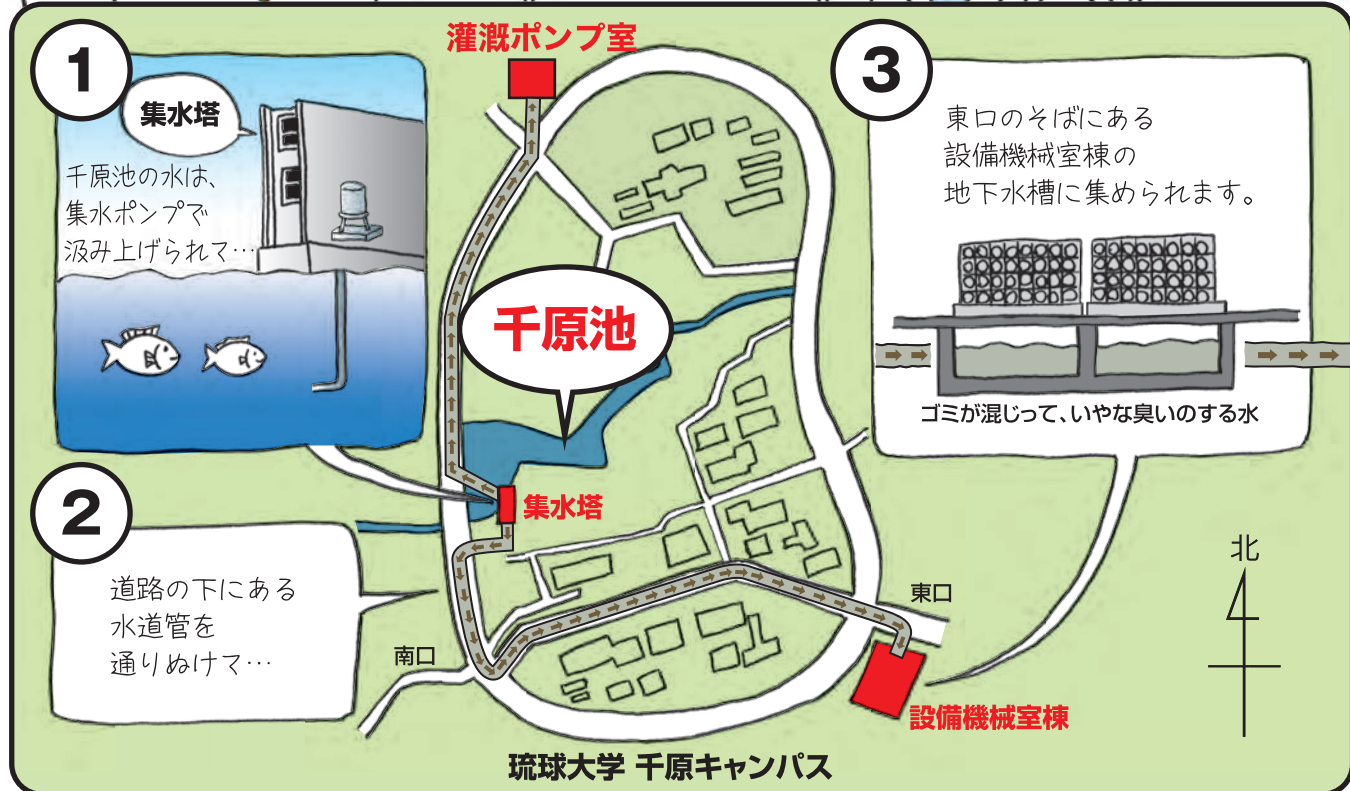 1
集水塔
千原池の水は、
集水ポンプで
汲み上げられて…
灌漑ポンプ室
3
東口のそばにある
設備機械室棟の
地下水槽に集められます。
ゴミが混じって、いやな臭いのする水
千原池
集水塔
2
道路の下にある
水道管を
通りぬけて…
南口
東口
北
設備機械室棟
琉球大学 千原キャンパス